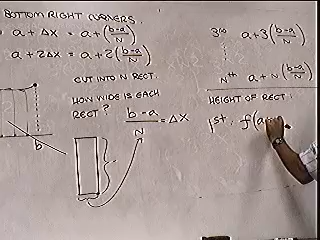 BOTTOM RIGHT CORNERS.
a + Δx = a + (b-a/N)
a + 2Δx = a + 2(b-a/N)
CUT INTO N RECT.
HOW WIDE IS EACH
RECT? b-a/N = Δx
b
3rd a + 3(b-a/N)
Nth a + N(b-a/N)
HEIGHT OF RECT:
1st: f(a